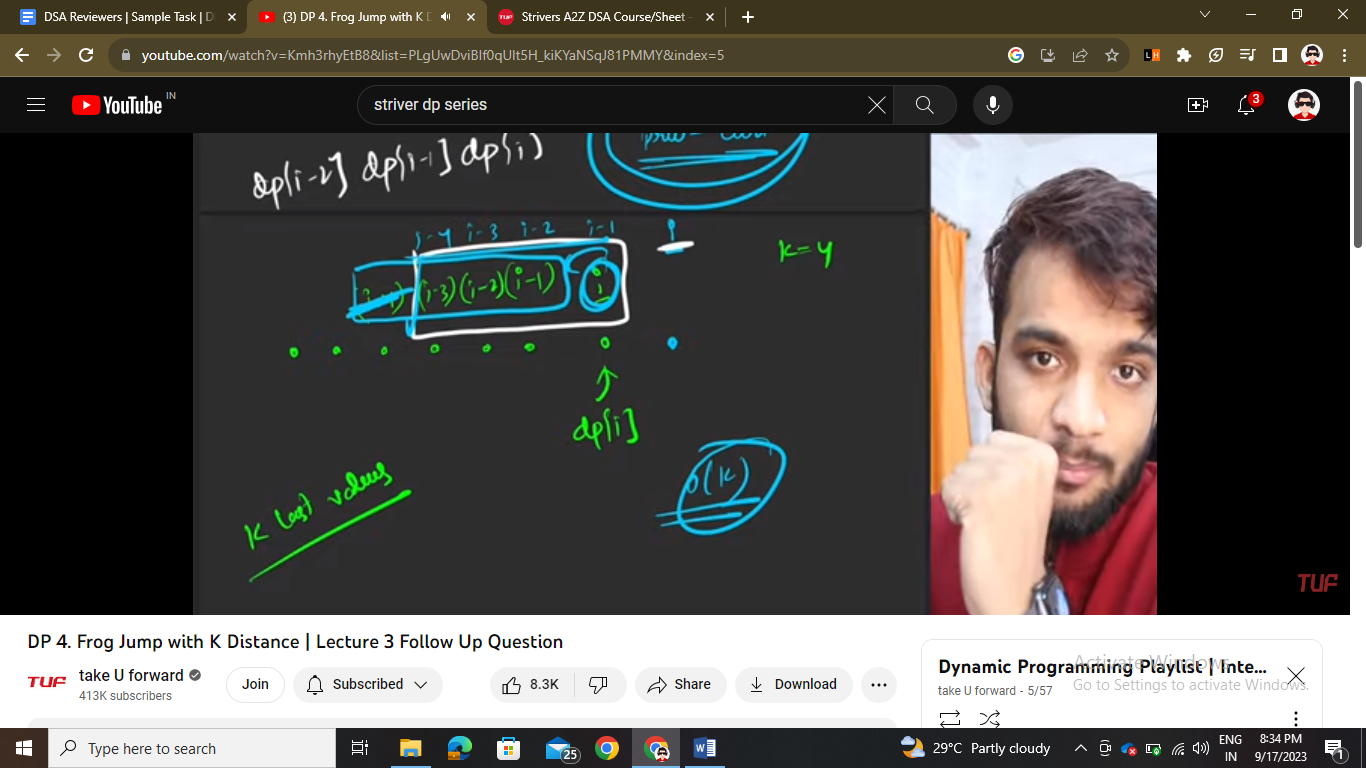 DSA Reviewers | Sample Task | D
(3) DP 4. Frog Jump with K D
Strivers A2Z DSA Course/Sheet -
youtube.com/watch?v=Kmh3rhyEtB8&list=PLgUwDviBIf0qUlt5H_kiKYaNSqJ81PMMY&index=5
YouTube IN
striver dp series
3
dp[i-2] dp[i-1] dp[i]
i-4 i-3 i-2 i-1 i
k=4
(i-3)(i-2)(i-1) i
dp[i]
K last values
O(k)
TUF
DP 4. Frog Jump with K Distance | Lecture 3 Follow Up Question
TUF take U forward
413K subscribers
Join
Subscribed
8.3K
Share
Download
Dynamic Programming Playlist | Inte...
take U forward - 5/57
Activate Windows
Go to Settings to activate Windows.
Type here to search
25
29°C Partly cloudy
ENG
IN
8:34 PM
9/17/2023
1